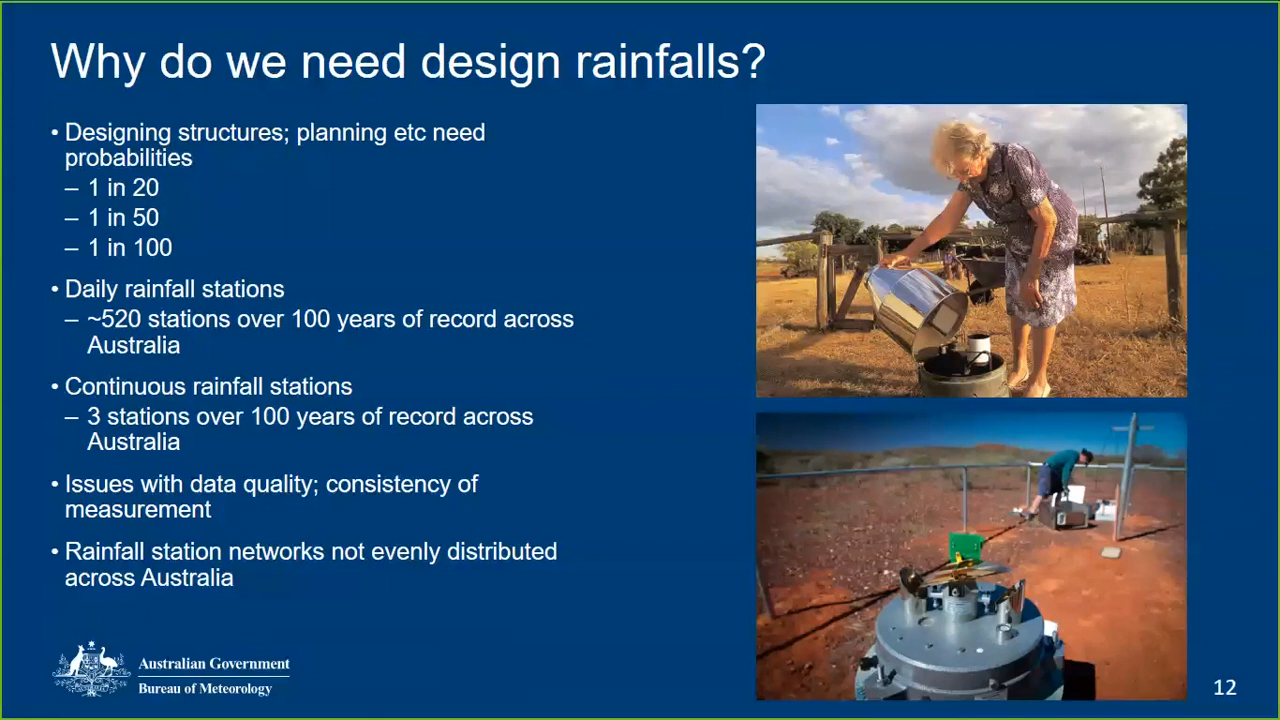 Why do we need design rainfalls?
• Designing structures; planning etc need
probabilities
– 1 in 20
– 1 in 50
– 1 in 100
• Daily rainfall stations
– ~520 stations over 100 years of record across
Australia
• Continuous rainfall stations
– 3 stations over 100 years of record across
Australia
• Issues with data quality; consistency of
measurement
• Rainfall station networks not evenly distributed
across Australia
Australian Government
Bureau of Meteorology
12